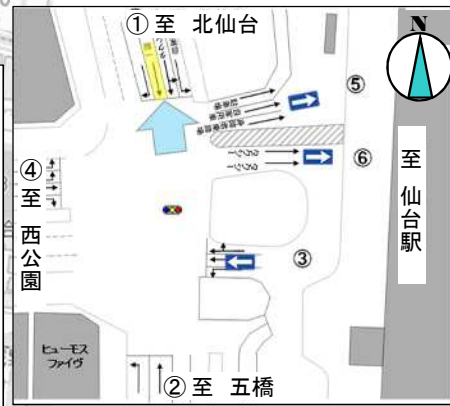 ① 至 北仙台
N
⑤
⑥
至 仙台駅
④ 至 西公園
③
ヒューモス
ファイヴ
② 至 五橋